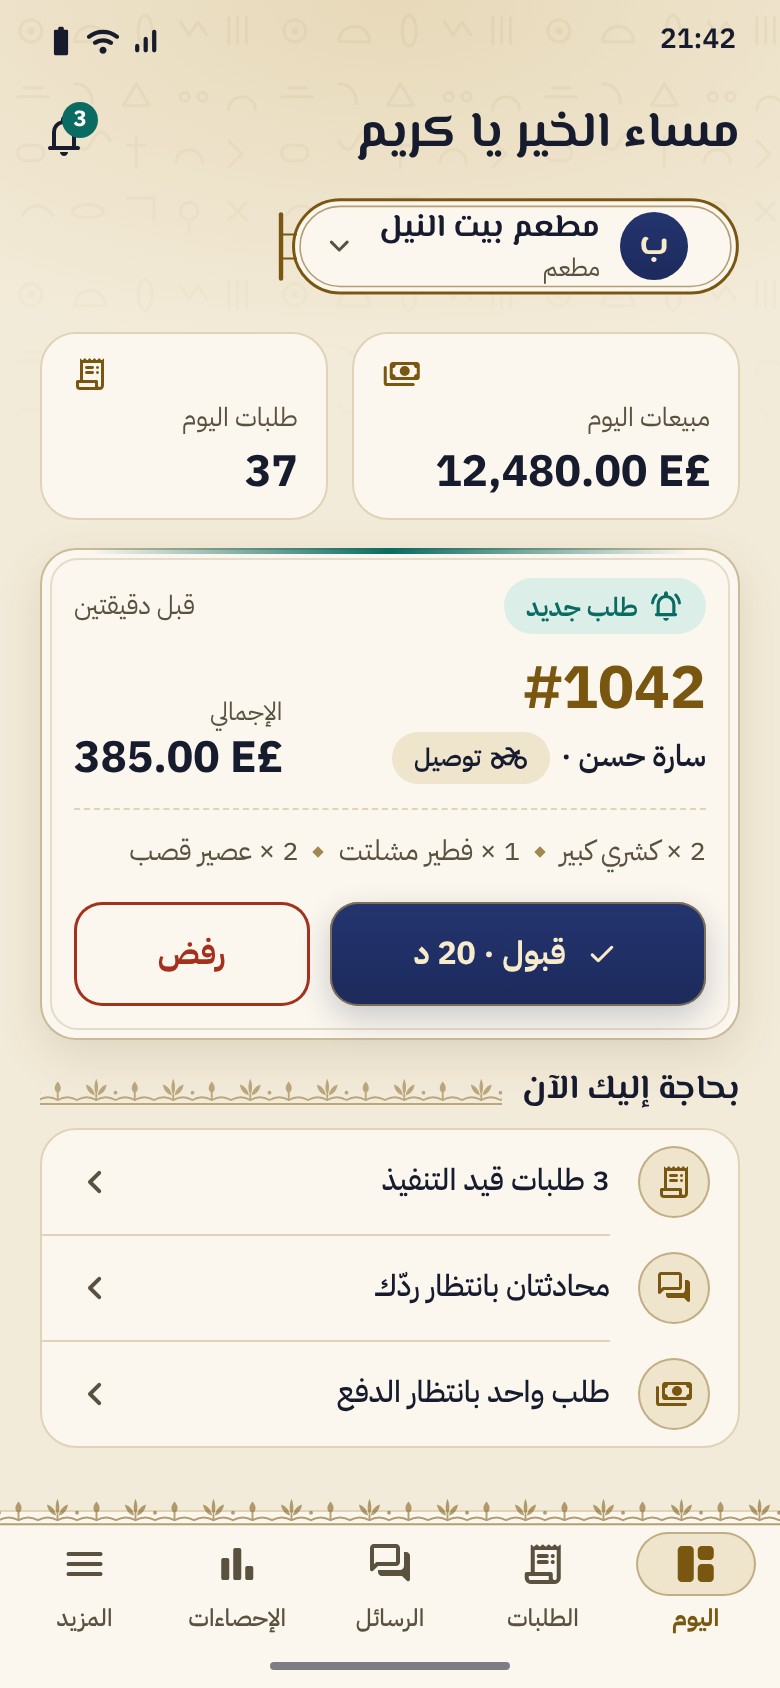 21:42
مساء الخير يا كريم
3
ب
مطعم بيت النيل
مطعم
مبيعات اليوم
12,480.00 E£
طلبات اليوم
37
طلب جديد
قبل دقيقتين
#1042
سارة حسن · توصيل
الإجمالي
385.00 E£
2 × كشري كبير ◆ 1 × فطير مشلتت ◆ 2 × عصير قصب
قبول · 20 د
رفض
بحاجة إليك الآن
3 طلبات قيد التنفيذ
محادثتان بانتظار ردّك
طلب واحد بانتظار الدفع
اليوم
الطلبات
الرسائل
الإحصاءات
المزيد